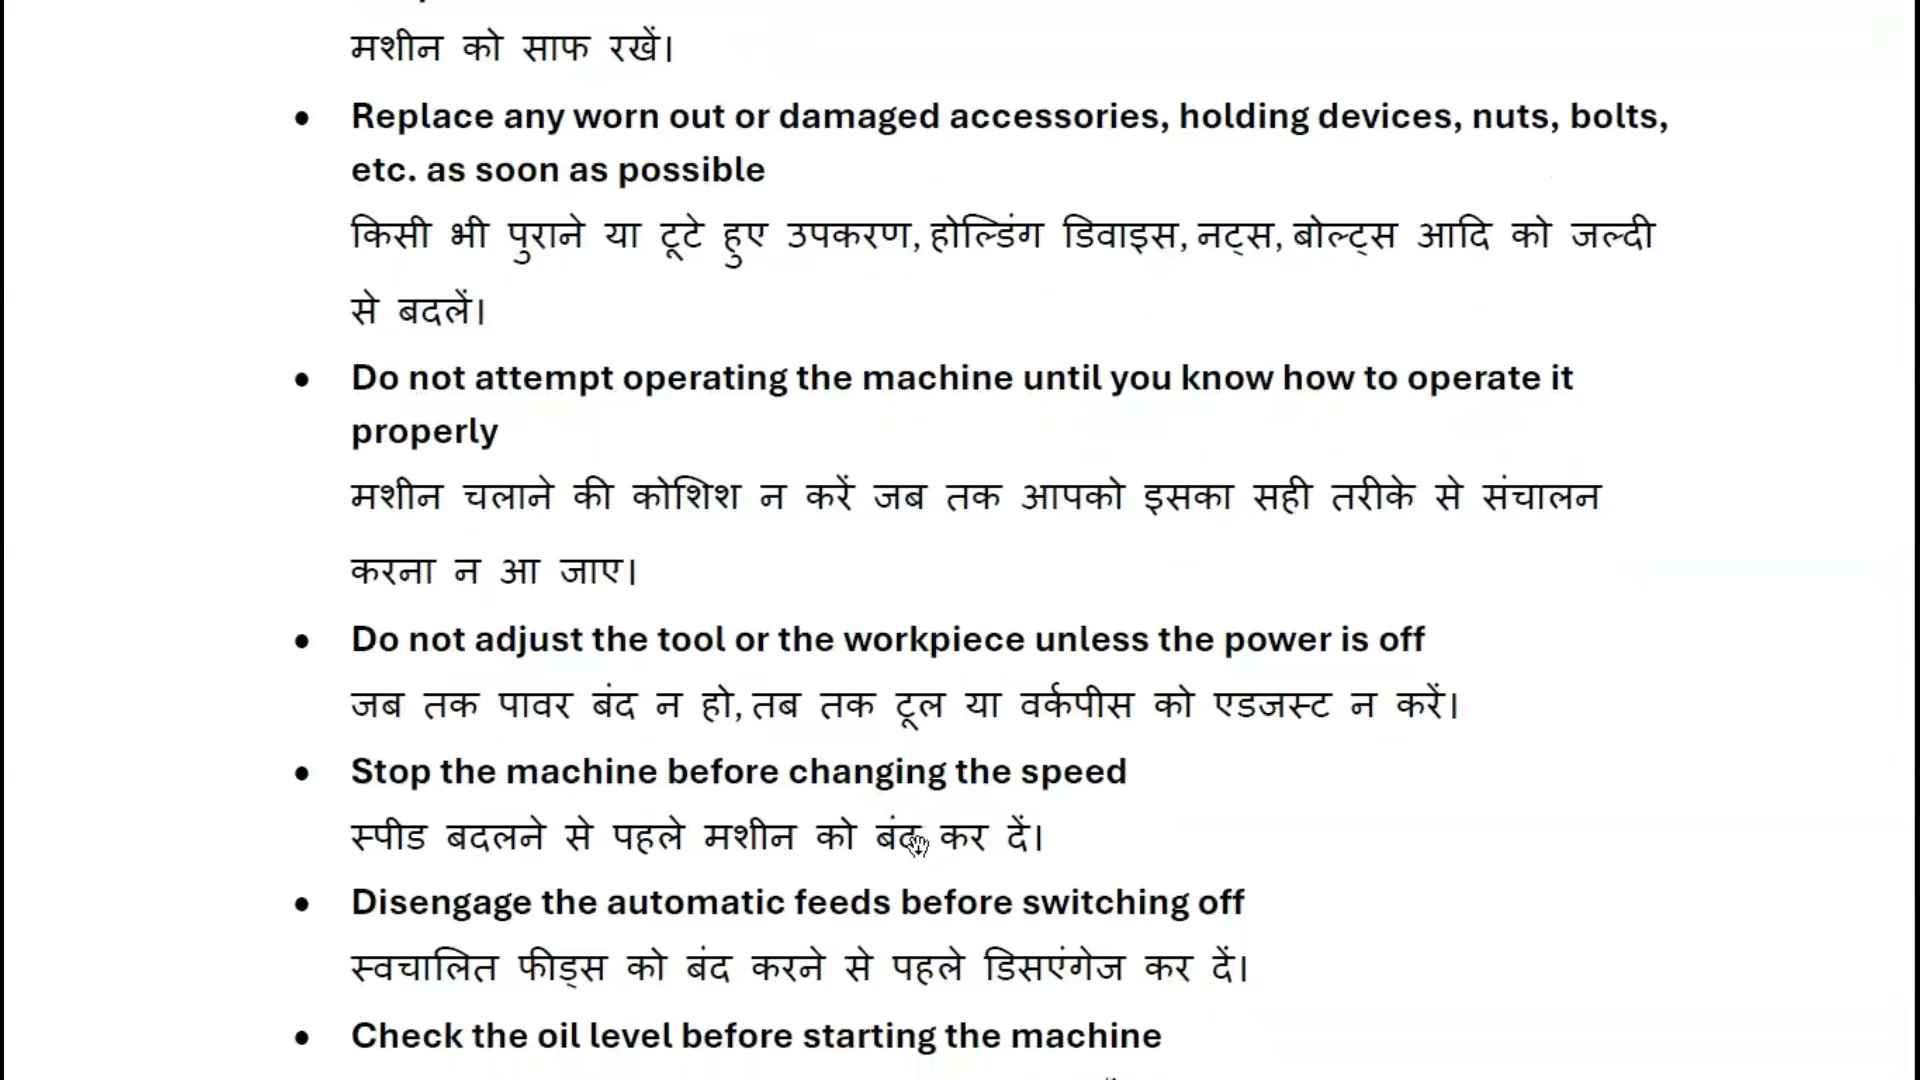 मशीन को साफ रखें।
• Replace any worn out or damaged accessories, holding devices, nuts, bolts,
etc. as soon as possible
किसी भी पुराने या टूटे हुए उपकरण, होल्डिंग डिवाइस, नट्स, बोल्ट्स आदि को जल्दी
से बदलें।
• Do not attempt operating the machine until you know how to operate it
properly
मशीन चलाने की कोशिश न करें जब तक आपको इसका सही तरीके से संचालन
करना न आ जाए।
• Do not adjust the tool or the workpiece unless the power is off
जब तक पावर बंद न हो, तब तक टूल या वर्कपीस को एडजस्ट न करें।
• Stop the machine before changing the speed
स्पीड बदलने से पहले मशीन को बंद कर दें।
• Disengage the automatic feeds before switching off
स्वचालित फीड्स को बंद करने से पहले डिसएंगेज कर दें।
• Check the oil level before starting the machine